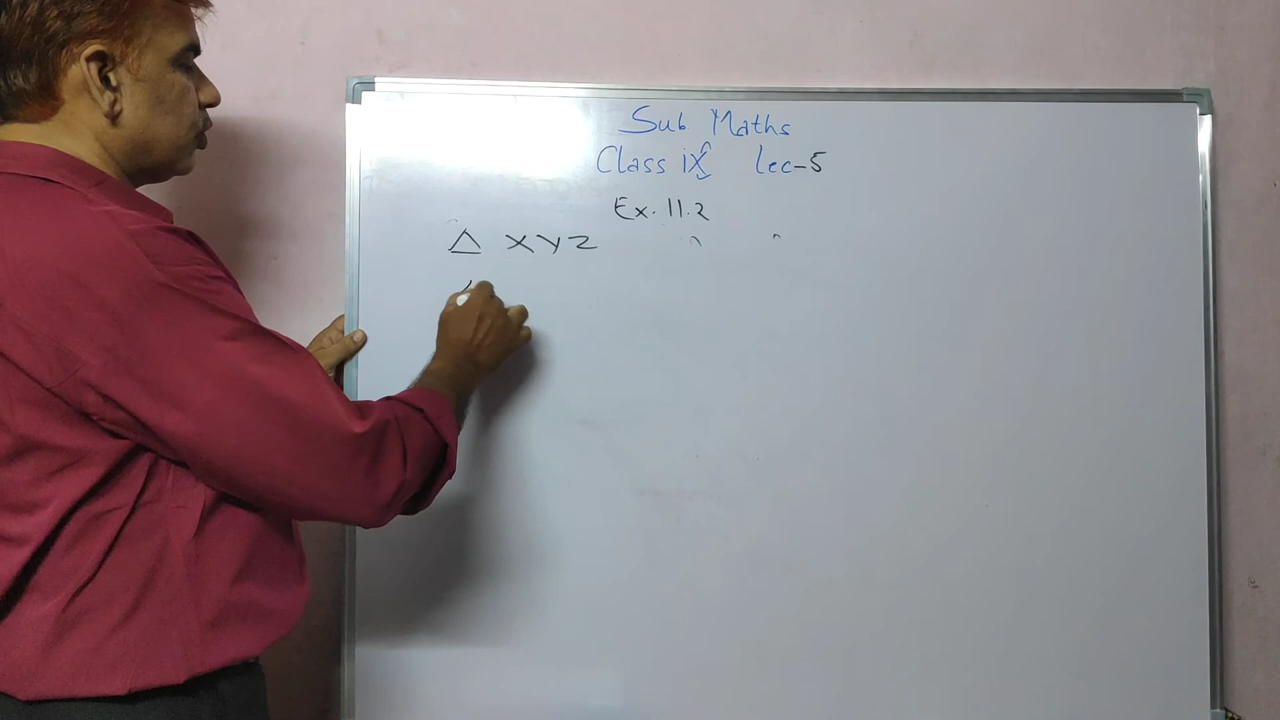 Sub Maths
Class iX Lec-5
Ex. 11.2
△ XYZ